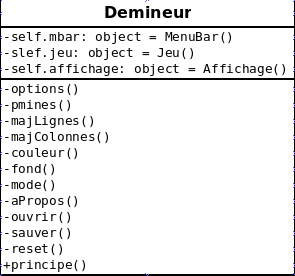 Demineur
-self.mbar: object = MenuBar()
-slef.jeu: object = Jeu()
-self.affichage: object = Affichage()
-options()
-pmines()
-majLignes()
-majColonnes()
-couleur()
-fond()
-mode()
-aPropos()
-ouvrir()
-sauver()
-reset()
+principe()